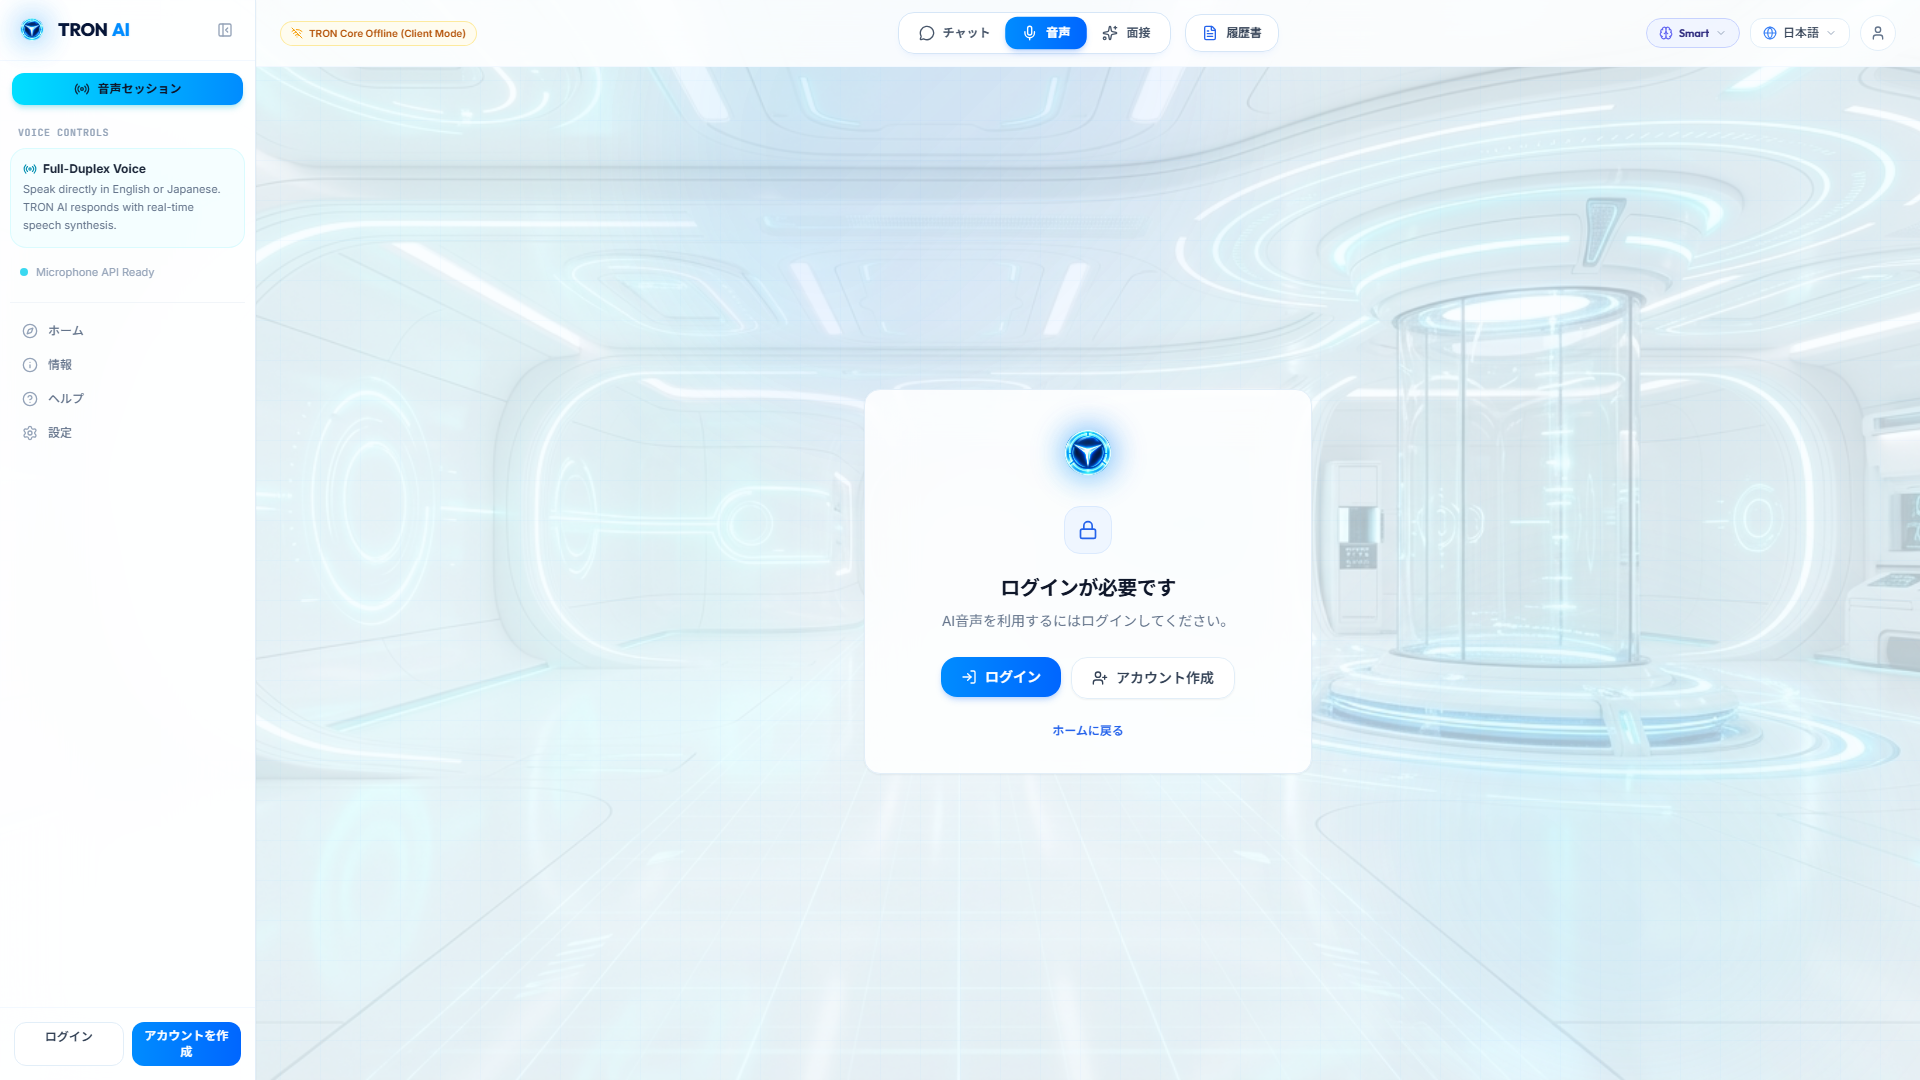 TRON AI
音声セッション
VOICE CONTROLS
Full-Duplex Voice
Speak directly in English or Japanese.
TRON AI responds with real-time
speech synthesis.
Microphone API Ready
ホーム
情報
ヘルプ
設定
ログイン
アカウントを作
成
TRON Core Offline (Client Mode)
チャット
音声
面接
履歴書
Smart
日本語
ログインが必要です
AI音声を利用するにはログインしてください。
ログイン
アカウント作成
ホームに戻る